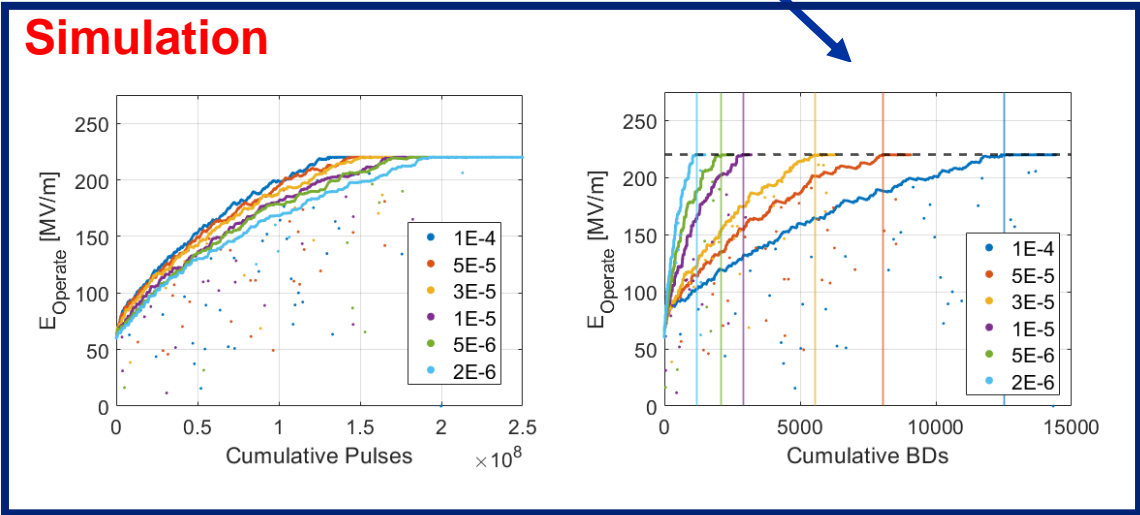 Simulation
250
200
150
100
50
0
E_Operate [MV/m]
0 0.5 1 1.5 2 2.5
Cumulative Pulses
×10^8
1E-4
5E-5
3E-5
1E-5
5E-6
2E-6
250
200
150
100
50
0
E_Operate [MV/m]
0 5000 10000 15000
Cumulative BDs
1E-4
5E-5
3E-5
1E-5
5E-6
2E-6